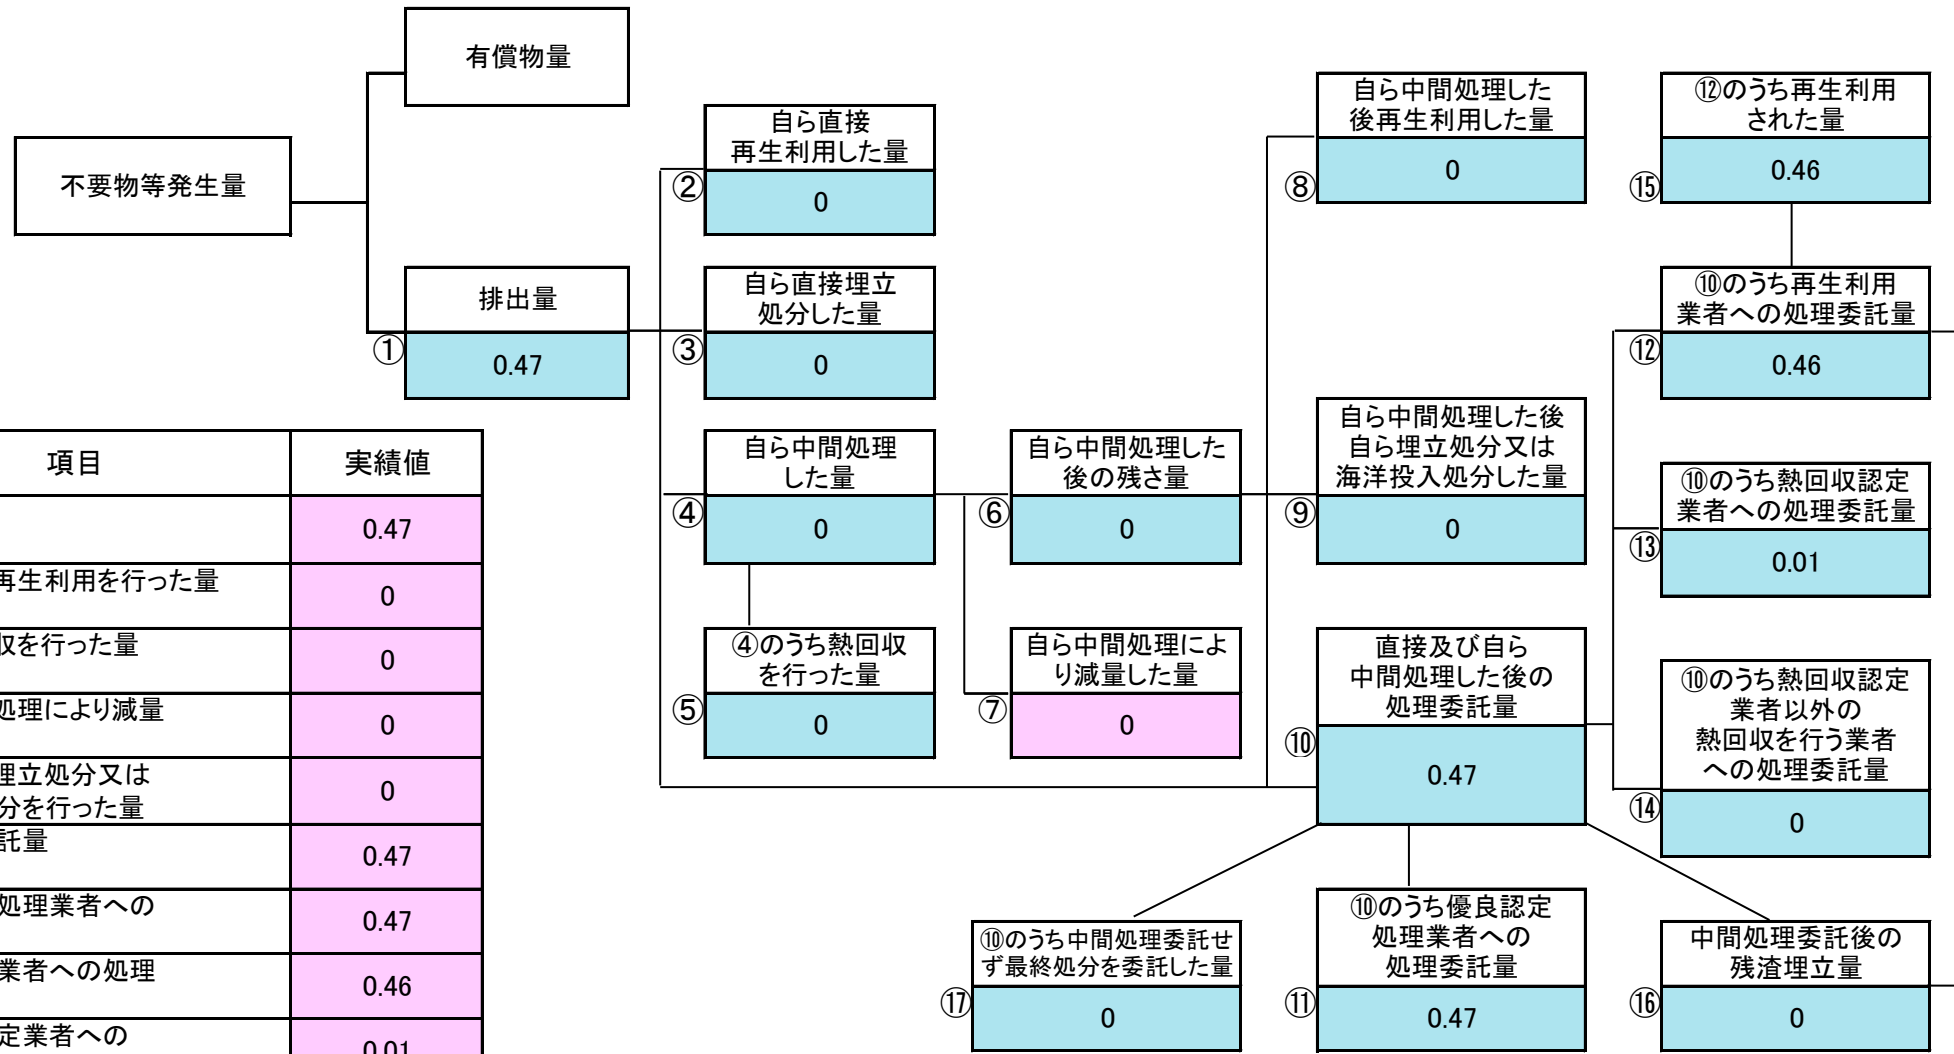 有償物量
不要物等発生量
排出量
①
0.47
自ら直接
再生利用した量
②
0
自ら直接埋立
処分した量
③
0
自ら中間処理
した量
④
0
④のうち熱回収
を行った量
⑤
0
自ら中間処理した
後の残さ量
⑥
0
自ら中間処理によ
り減量した量
⑦
0
自ら中間処理した
後再生利用した量
⑧
0
自ら中間処理した後
自ら埋立処分又は
海洋投入処分した量
⑨
0
直接及び自ら
中間処理した後の
処理委託量
⑩
0.47
⑫のうち再生利用
された量
⑮
0.46
⑩のうち再生利用
業者への処理委託量
⑫
0.46
⑩のうち熱回収認定
業者への処理委託量
⑬
0.01
⑩のうち熱回収認定
業者以外の
熱回収を行う業者
への処理委託量
⑭
0
⑩のうち中間処理委託せ
ず最終処分を委託した量
⑰
0
⑩のうち優良認定
処理業者への
処理委託量
⑪
0.47
中間処理委託後の
残渣埋立量
⑯
0
項目 実績値
0.47
再生利用を行った量
0
収を行った量
0
処理により減量
0
埋立処分又は
分を行った量
0
託量
0.47
処理業者への
0.47
業者への処理
0.46
定業者への
0.01